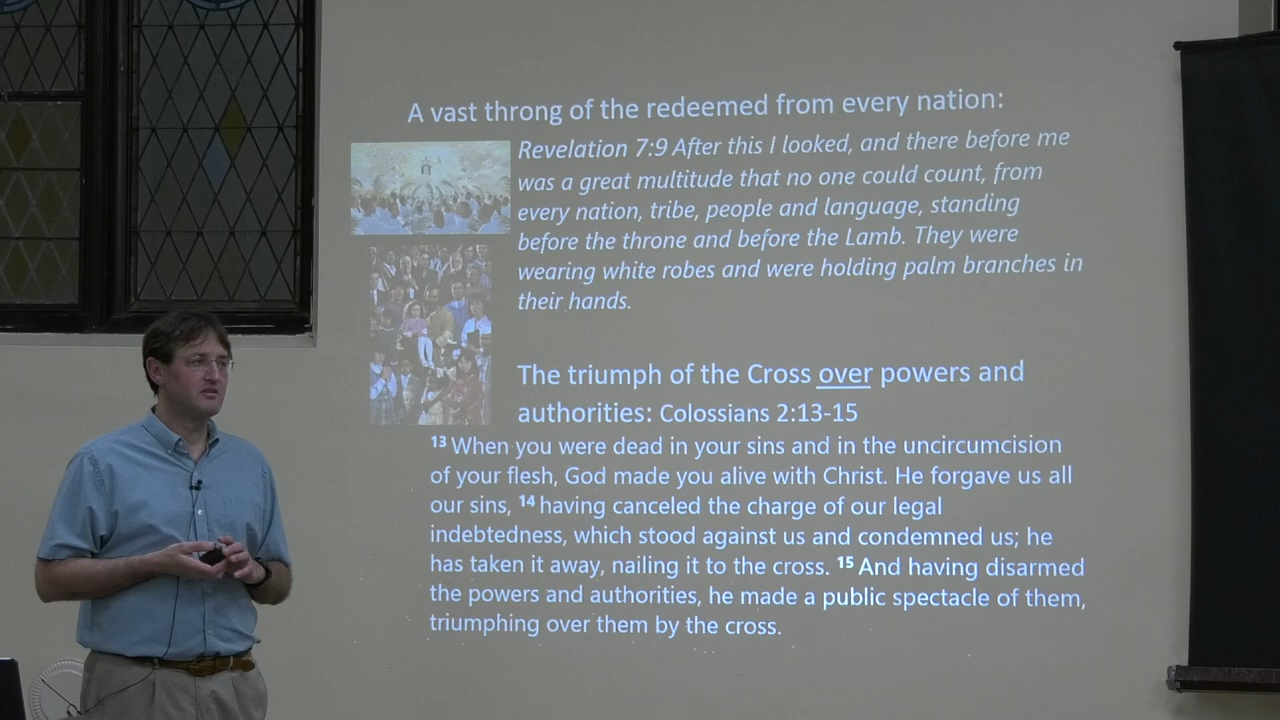 A vast throng of the redeemed from every nation:
Revelation 7:9 After this I looked, and there before me
was a great multitude that no one could count, from
every nation, tribe, people and language, standing
before the throne and before the Lamb. They were
wearing white robes and were holding palm branches in
their hands.
The triumph of the Cross over powers and
authorities: Colossians 2:13-15
13 When you were dead in your sins and in the uncircumcision
of your flesh, God made you alive with Christ. He forgave us all
our sins, 14 having canceled the charge of our legal
indebtedness, which stood against us and condemned us; he
has taken it away, nailing it to the cross. 15 And having disarmed
the powers and authorities, he made a public spectacle of them,
triumphing over them by the cross.